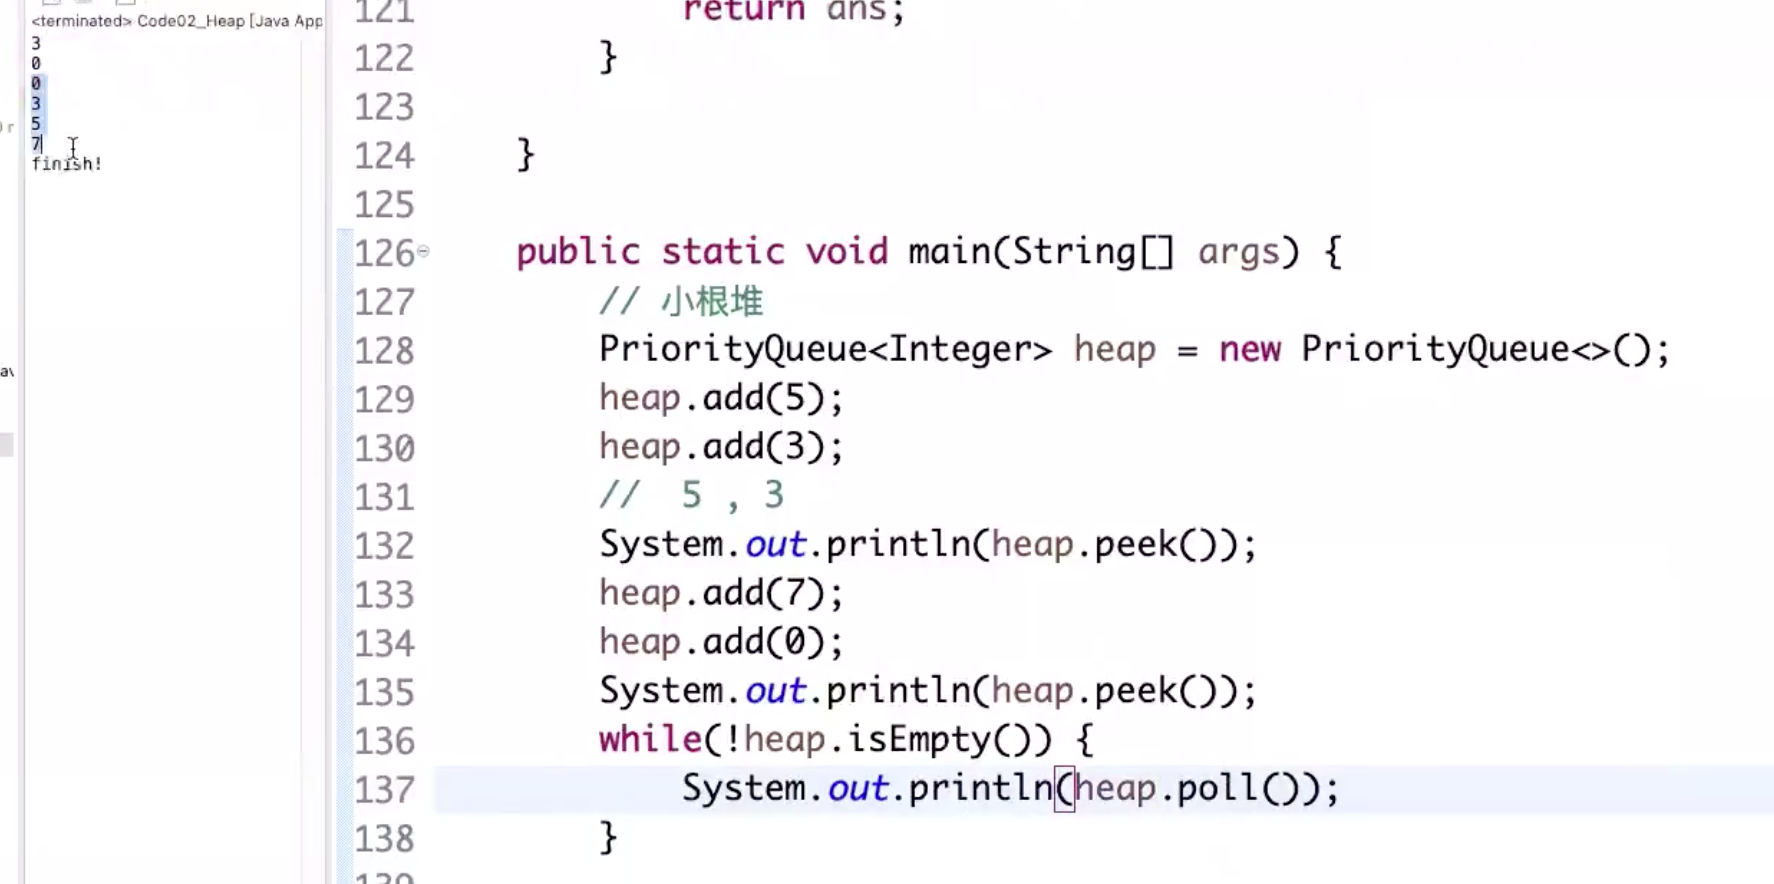 <terminated> Code02_Heap [Java App
3
0
0
3
5
7
finish!
121 return ans;
122 }
123
124 }
125
126 public static void main(String[] args) {
127 // 小根堆
128 PriorityQueue<Integer> heap = new PriorityQueue<>();
129 heap.add(5);
130 heap.add(3);
131 //  5 , 3
132 System.out.println(heap.peek());
133 heap.add(7);
134 heap.add(0);
135 System.out.println(heap.peek());
136 while(!heap.isEmpty()) {
137 System.out.println(heap.poll());
138 }